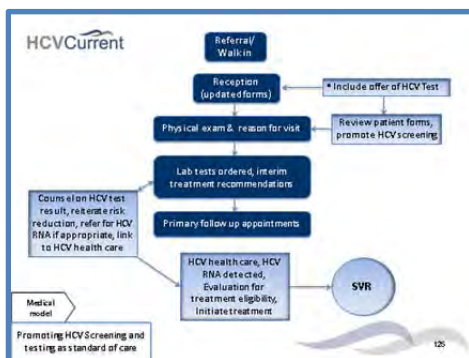 HCVCurrent
Referral/
Walk in
Reception
(updated forms)
• Include offer of HCV Test
Physical exam & reason for visit
Review patient forms,
promote HCV screening
Lab tests ordered, interim
treatment recommendations
Counsel on HCV test
result, reiterate risk
reduction, refer for HCV
RNA if appropriate, link
to HCV health care
Primary follow up appointments
HCV health care, HCV
RNA detected,
Evaluation for
treatment eligibility,
Initiate treatment
SVR
Medical
model
Promoting HCV Screening and
testing as standard of care
125